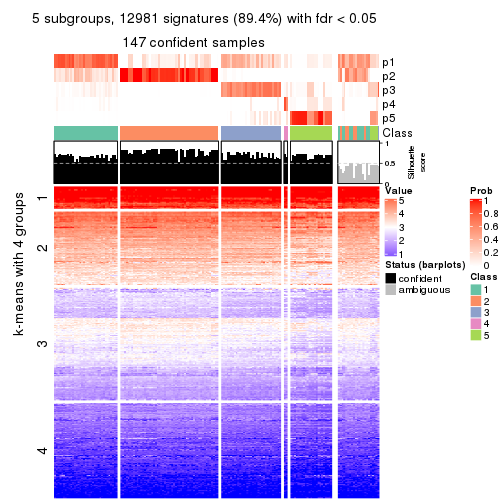 5 subgroups, 12981 signatures (89.4%) with fdr < 0.05
147 confident samples
p1
p2
p3
p4
p5
Class
1
0.5
0
Silhouette
score
k-means with 4 groups
1
2
3
4
Value
5
4
3
2
1
Status (barplots)
confident
ambiguous
Prob
1
0.8
0.6
0.4
0.2
0
Class
1
2
3
4
5